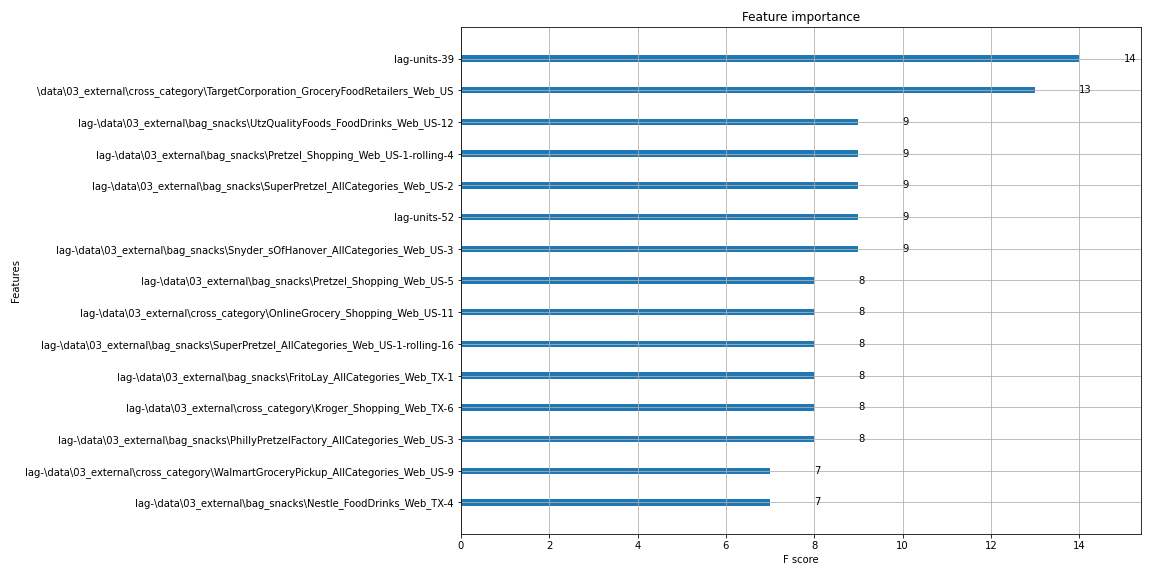 Feature importance
lag-units-39 14
\data\03_external\cross_category\TargetCorporation_GroceryFoodRetailers_Web_US 13
lag-\data\03_external\bag_snacks\UtzQualityFoods_FoodDrinks_Web_US-12 9
lag-\data\03_external\bag_snacks\Pretzel_Shopping_Web_US-1-rolling-4 9
lag-\data\03_external\bag_snacks\SuperPretzel_AllCategories_Web_US-2 9
lag-units-52 9
lag-\data\03_external\bag_snacks\Snyder_sOfHanover_AllCategories_Web_US-3 9
lag-\data\03_external\bag_snacks\Pretzel_Shopping_Web_US-5 8
lag-\data\03_external\cross_category\OnlineGrocery_Shopping_Web_US-11 8
lag-\data\03_external\bag_snacks\SuperPretzel_AllCategories_Web_US-1-rolling-16 8
lag-\data\03_external\bag_snacks\FritoLay_AllCategories_Web_TX-1 8
lag-\data\03_external\cross_category\Kroger_Shopping_Web_TX-6 8
lag-\data\03_external\bag_snacks\PhillyPretzelFactory_AllCategories_Web_US-3 8
lag-\data\03_external\cross_category\WalmartGroceryPickup_AllCategories_Web_US-9 7
lag-\data\03_external\bag_snacks\Nestle_FoodDrinks_Web_TX-4 7
Features
0 2 4 6 8 10 12 14
F score